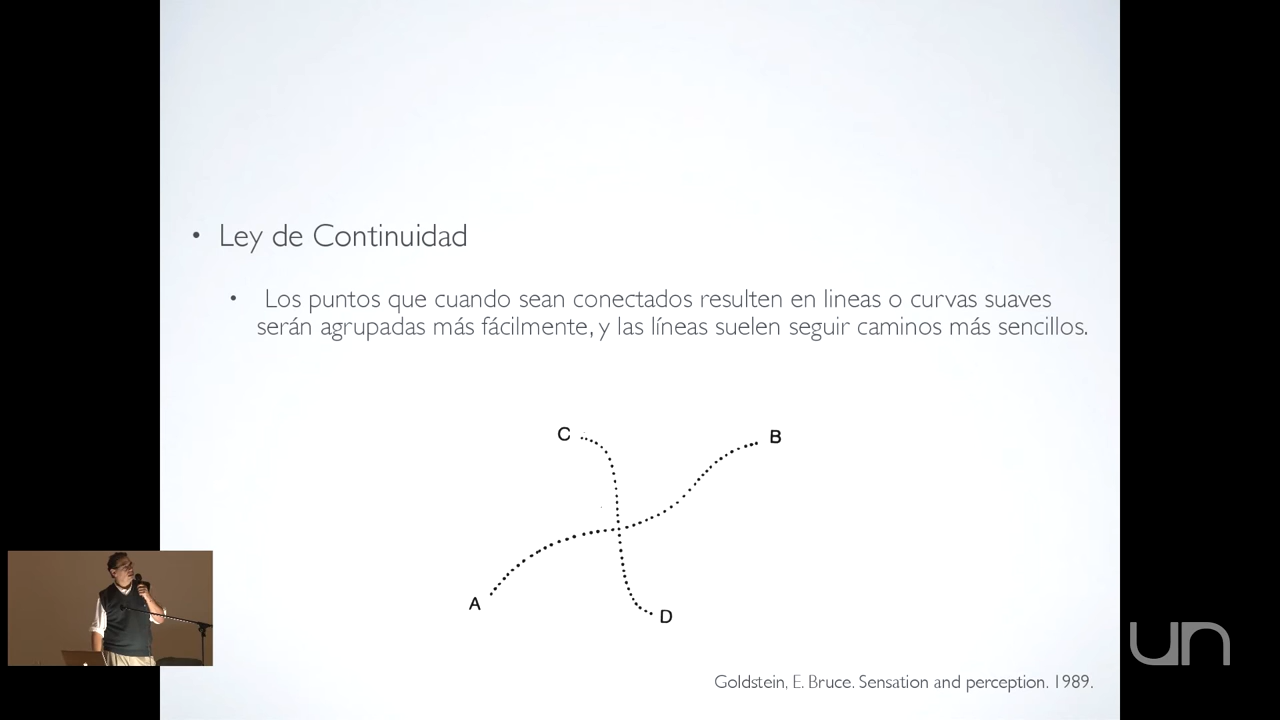 • Ley de Continuidad
• Los puntos que cuando sean conectados resulten en lineas o curvas suaves
serán agrupadas más fácilmente, y las líneas suelen seguir caminos más sencillos.
C
B
A
D
Goldstein, E. Bruce. Sensation and perception. 1989.
un